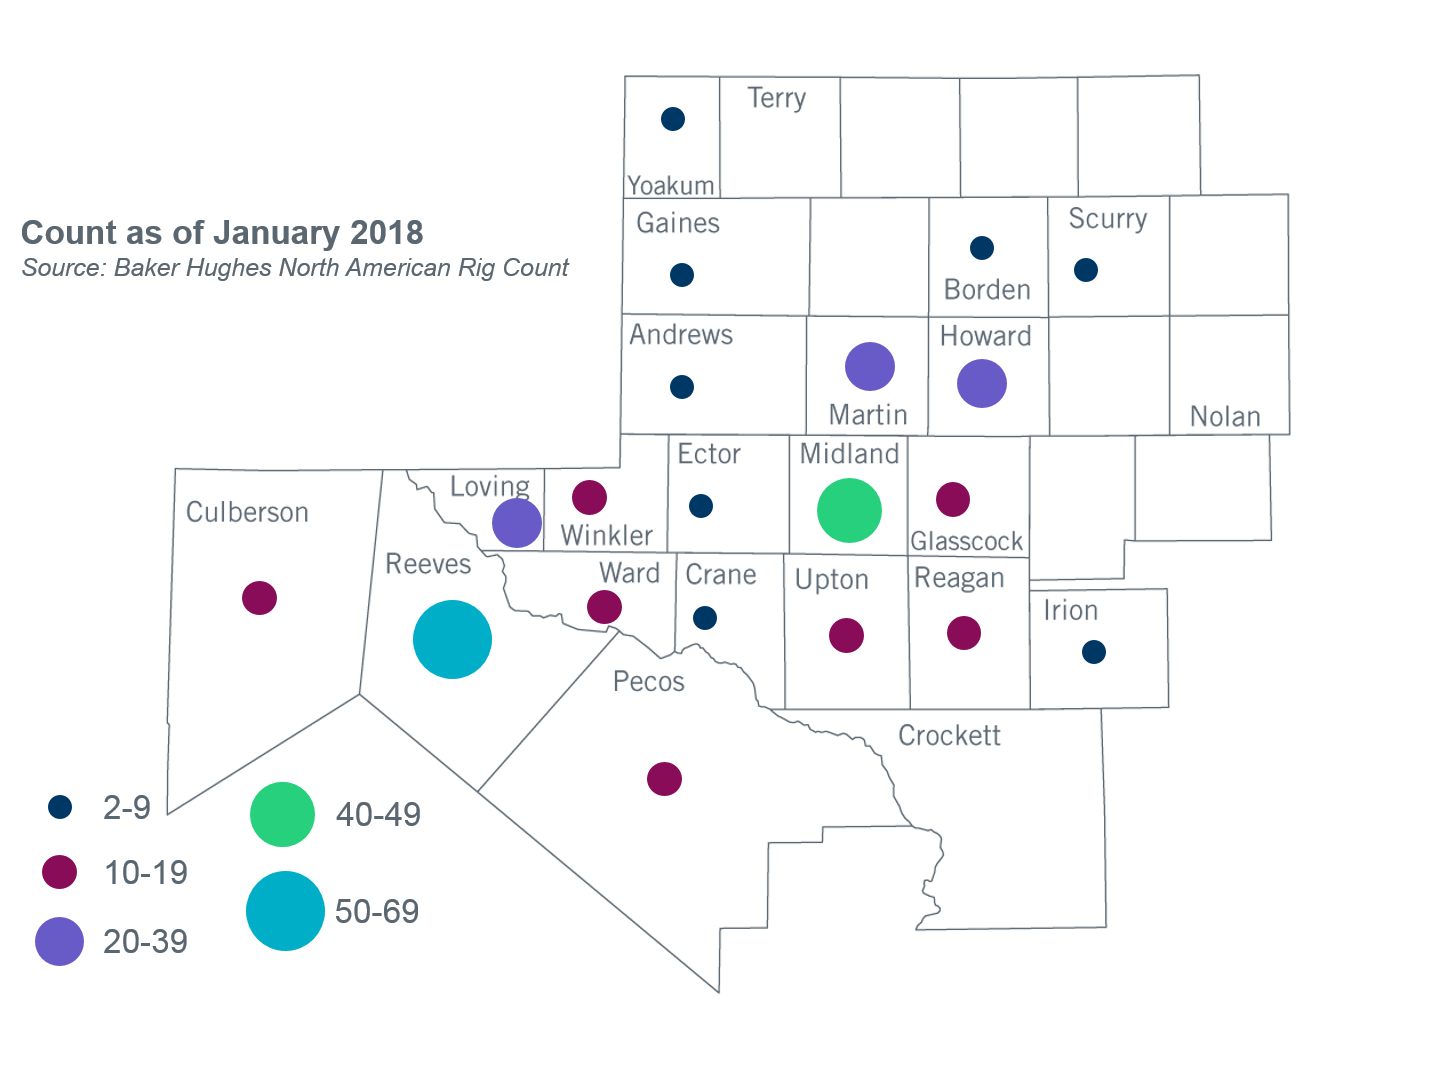 Terry
Yoakum
Count as of January 2018
Source: Baker Hughes North American Rig Count
Gaines
Scurry
Borden
Andrews
Howard
Martin
Nolan
Ector
Midland
Loving
Culberson
Winkler
Glasscock
Reeves
Ward
Crane
Upton
Reagan
Irion
Pecos
Crockett
2-9
40-49
10-19
50-69
20-39